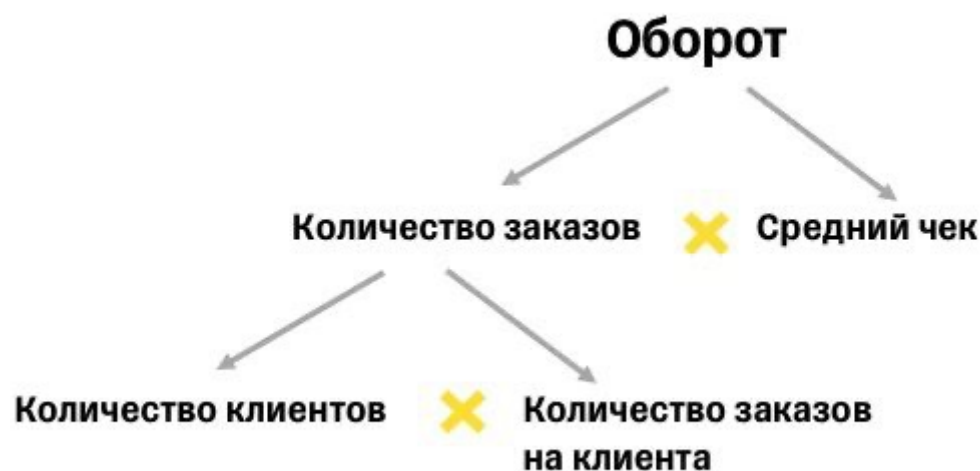 Оборот
Количество заказов
Средний чек
Количество клиентов
Количество заказов
на клиента